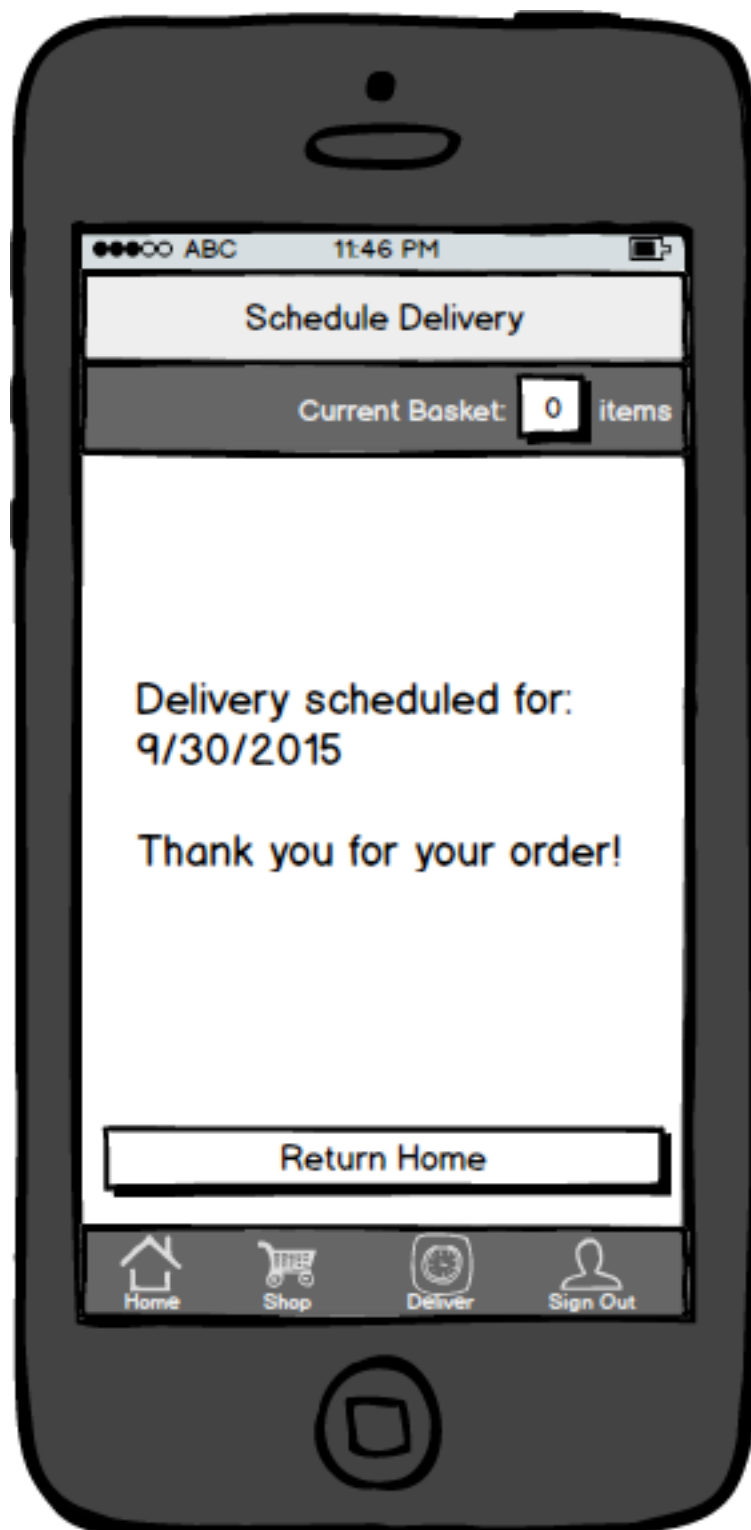 ABC 11:46 PM
Schedule Delivery
Current Basket: 0 items
Delivery scheduled for:
9/30/2015
Thank you for your order!
Return Home
Home Shop Deliver Sign Out